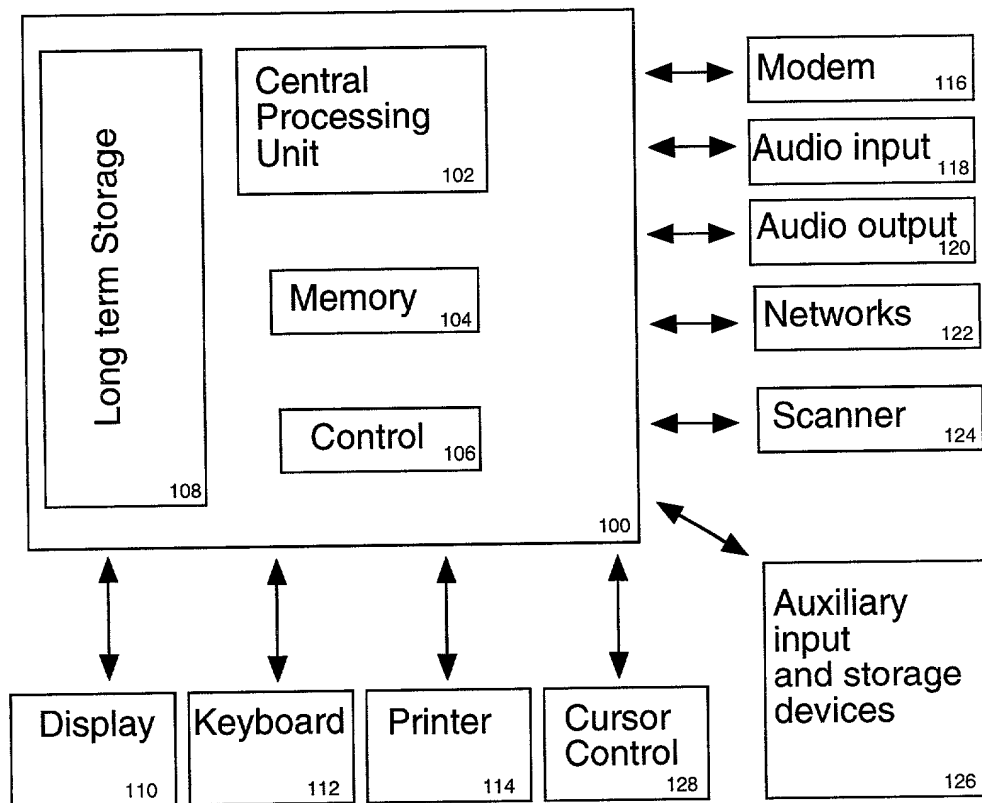 Long term Storage
108
Central
Processing
Unit
102
Memory
104
Control
106
100
Modem
116
Audio input
118
Audio output
120
Networks
122
Scanner
124
Auxiliary
input
and storage
devices
126
Display
110
Keyboard
112
Printer
114
Cursor
Control
128